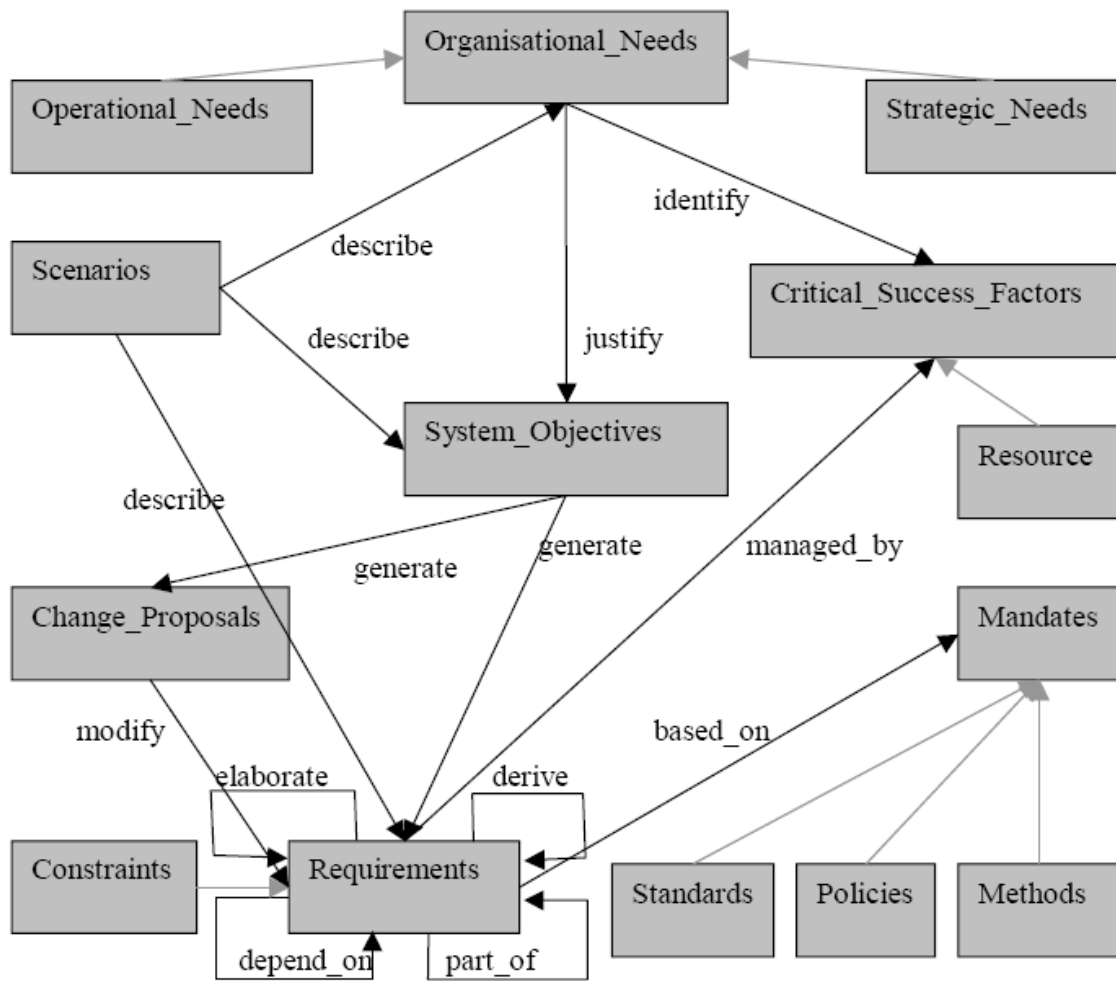 Organisational_Needs
Operational_Needs
Strategic_Needs
identify
describe
Scenarios
Critical_Success_Factors
describe
justify
System_Objectives
Resource
describe
generate
managed_by
generate
Change_Proposals
Mandates
modify
based_on
elaborate
derive
Constraints
Requirements
Standards
Policies
Methods
depend_on
part_of